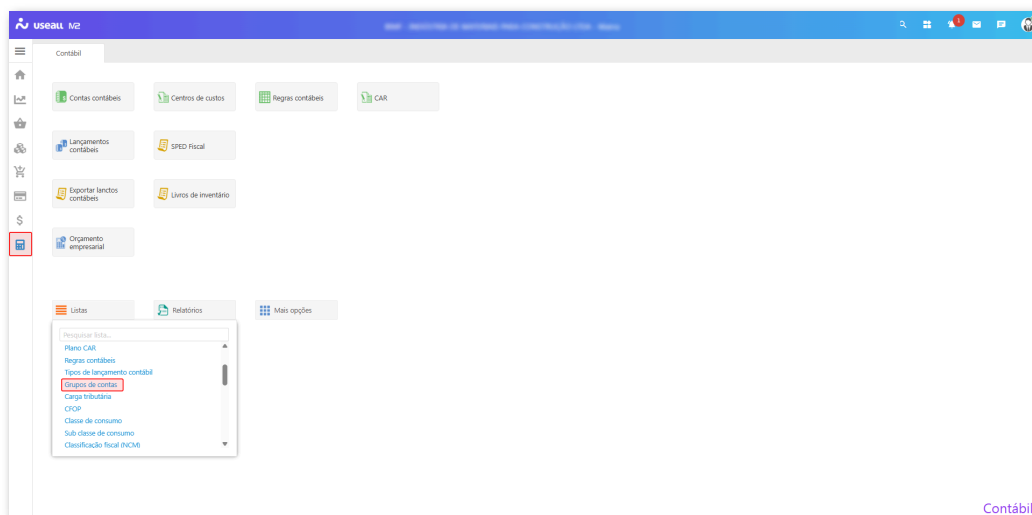 useall M2
1
Contábil
Contas contábeis
Centros de custos
Regras contábeis
CAR
Lançamentos
contábeis
SPED Fiscal
Exportar lanctos
contábeis
Livros de inventário
Orçamento
empresarial
Listas
Relatórios
Mais opções
Pesquisar lista...
Plano CAR
Regras contábeis
Tipos de lançamento contábil
Grupos de contas
Carga tributária
CFOP
Classe de consumo
Sub classe de consumo
Classificação fiscal (NCM)
Contábil